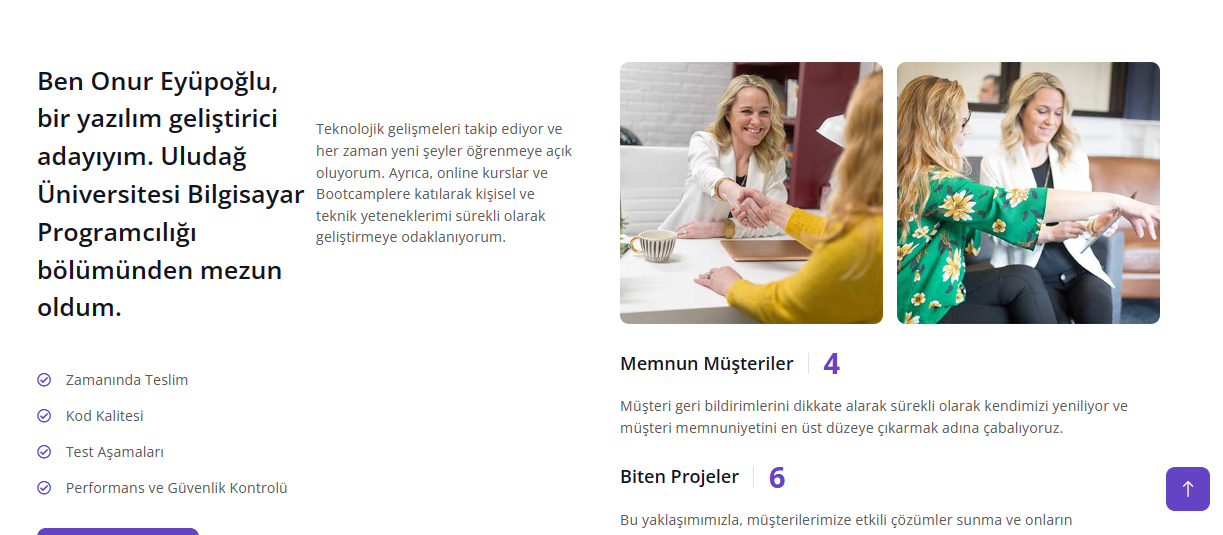 Ben Onur Eyüpoğlu,
bir yazılım geliştirici
adayıyım. Uludağ
Üniversitesi Bilgisayar
Programcılığı
bölümünden mezun
oldum.
Teknolojik gelişmeleri takip ediyor ve
her zaman yeni şeyler öğrenmeye açık
oluyorum. Ayrıca, online kurslar ve
Bootcamplere katılarak kişisel ve
teknik yeteneklerimi sürekli olarak
geliştirmeye odaklanıyorum.
Zamanında Teslim
Kod Kalitesi
Test Aşamaları
Performans ve Güvenlik Kontrolü
Memnun Müşteriler 4
Müşteri geri bildirimlerini dikkate alarak sürekli olarak kendimizi yeniliyor ve
müşteri memnuniyetini en üst düzeye çıkarmak adına çabalıyoruz.
Biten Projeler 6
Bu yaklaşımımızla, müşterilerimize etkili çözümler sunma ve onların